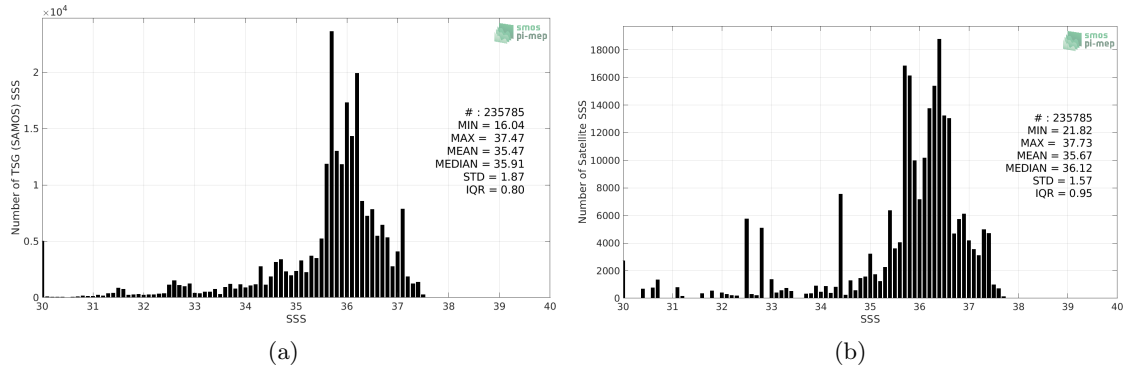 ×10⁴
smos
pi-mep
2
1.5
1
0.5
0
Number of TSG (SAMOS) SSS
# : 235785
MIN = 16.04
MAX = 37.47
MEAN = 35.47
MEDIAN = 35.91
STD = 1.87
IQR = 0.80
30 31 32 33 34 35 36 37 38 39 40
SSS
(a)
smos
pi-mep
18000
16000
14000
12000
10000
8000
6000
4000
2000
0
Number of Satellite SSS
# : 235785
MIN = 21.82
MAX = 37.73
MEAN = 35.67
MEDIAN = 36.12
STD = 1.57
IQR = 0.95
30 31 32 33 34 35 36 37 38 39 40
SSS
(b)